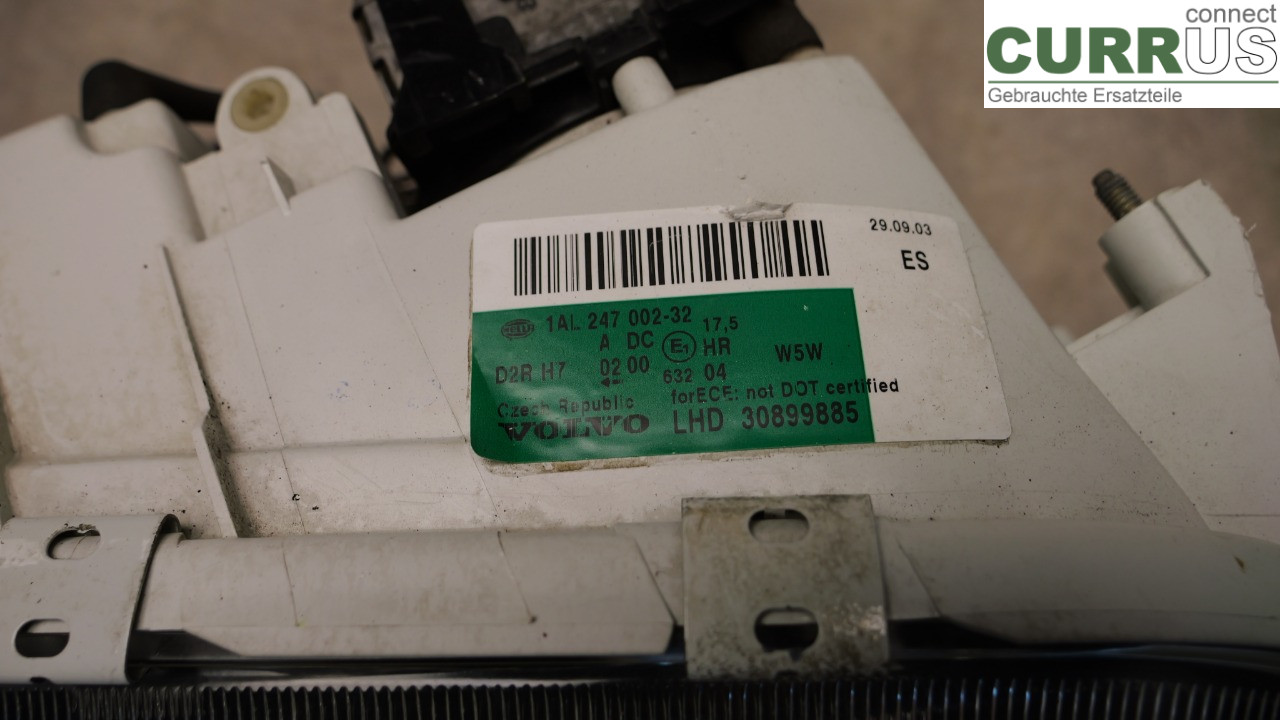 connect
CURRUS
Gebrauchte Ersatzteile
29.09.03
ES
HELLA 1AL 247 002-32 17,5
A DC E1 HR W5W
D2R H7 02 00 632 04
forECE: not DOT certified
Czech Republic
VOLVO LHD 30899885